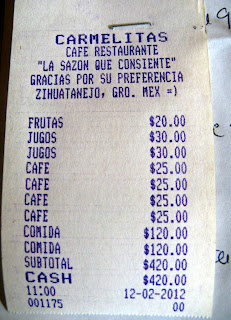 CARMELITAS
CAFE RESTAURANTE
"LA SAZON QUE CONSIENTE"
GRACIAS POR SU PREFERENCIA
ZIHUATANEJO, GRO. MEX =)
FRUTAS $20.00
JUGOS $30.00
JUGOS $30.00
CAFE $25.00
CAFE $25.00
CAFE $25.00
CAFE $25.00
COMIDA $120.00
COMIDA $120.00
SUBTOTAL $420.00
CASH $420.00
11:00 12-02-2012
001175 00